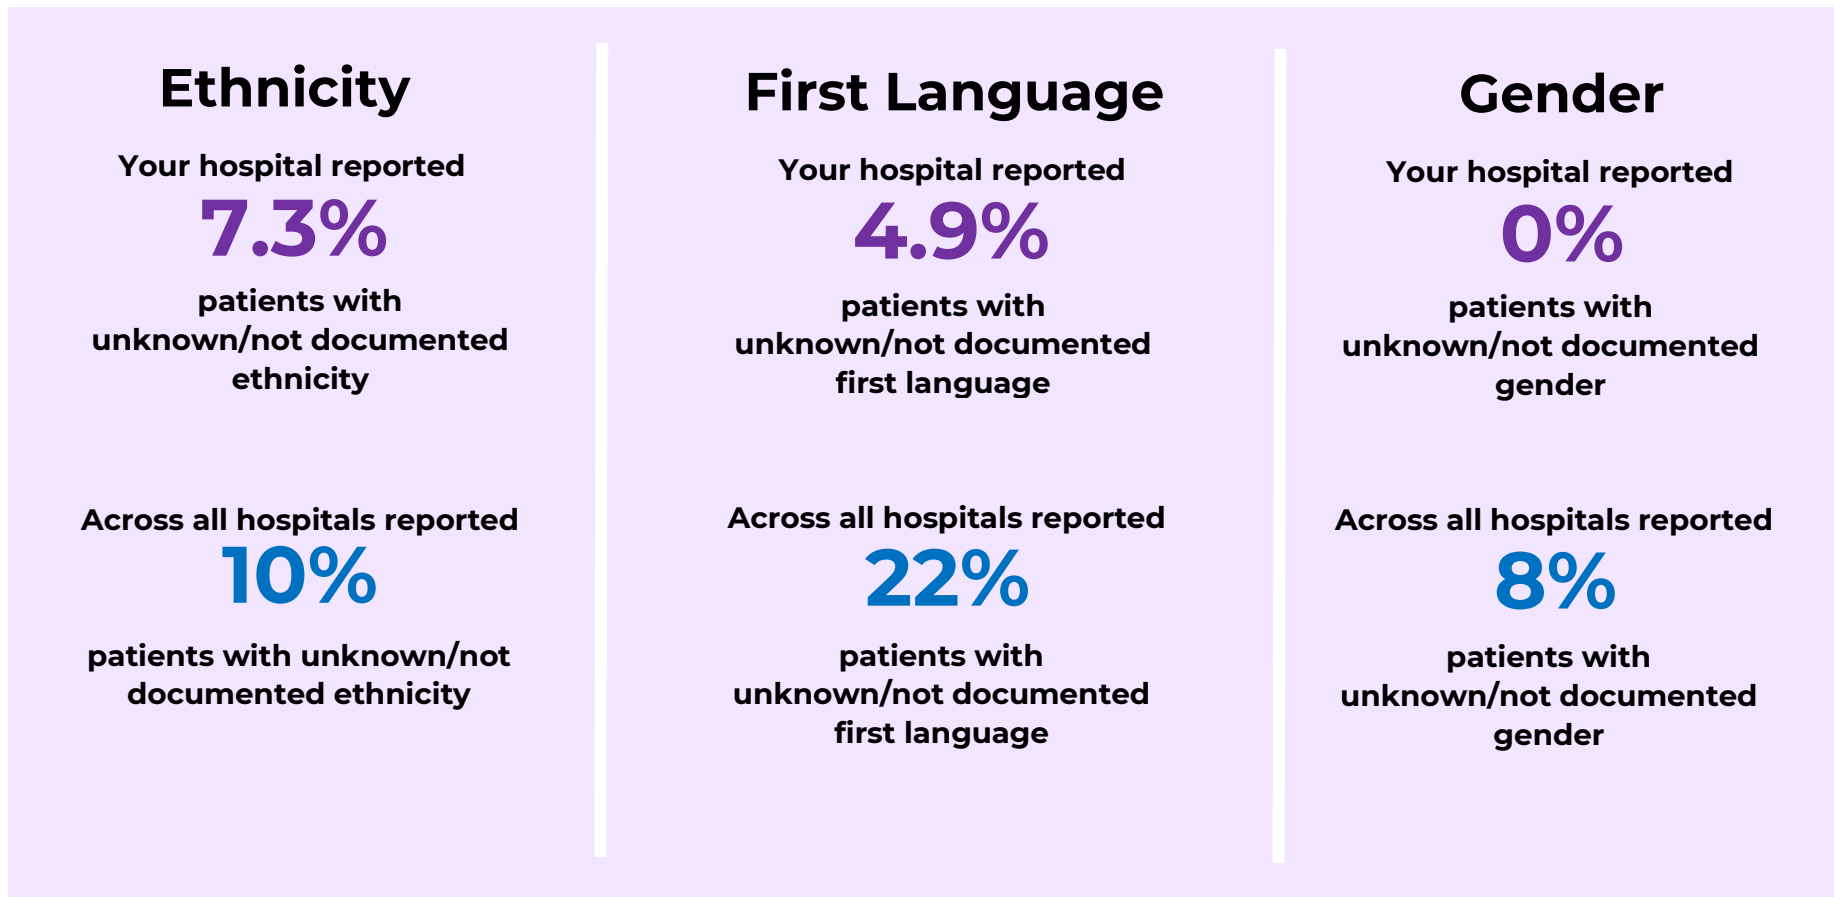 Ethnicity
Your hospital reported
7.3%
patients with
unknown/not documented
ethnicity
Across all hospitals reported
10%
patients with unknown/not
documented ethnicity
First Language
Your hospital reported
4.9%
patients with
unknown/not documented
first language
Across all hospitals reported
22%
patients with
unknown/not documented
first language
Gender
Your hospital reported
0%
patients with
unknown/not documented
gender
Across all hospitals reported
8%
patients with
unknown/not documented
gender